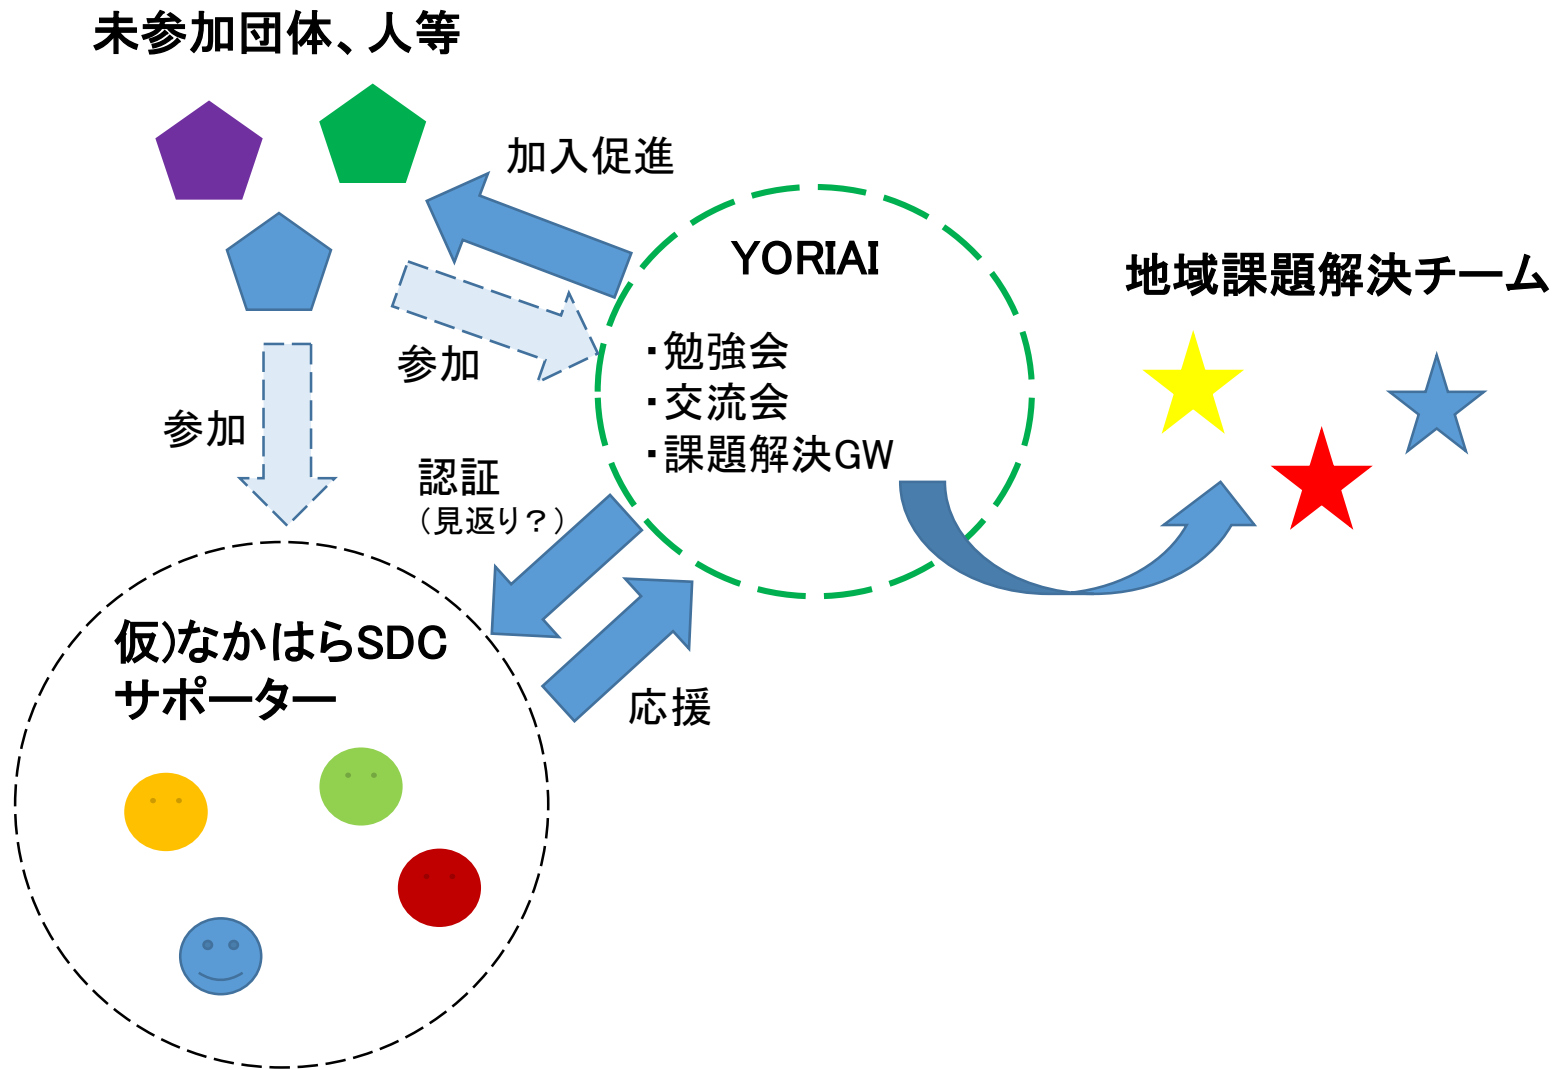 未参加団体、人等
加入促進
YORIAI
地域課題解決チーム
・勉強会
・交流会
・課題解決GW
参加
参加
認証
（見返り？）
仮)なかはらSDC
サポーター
応援